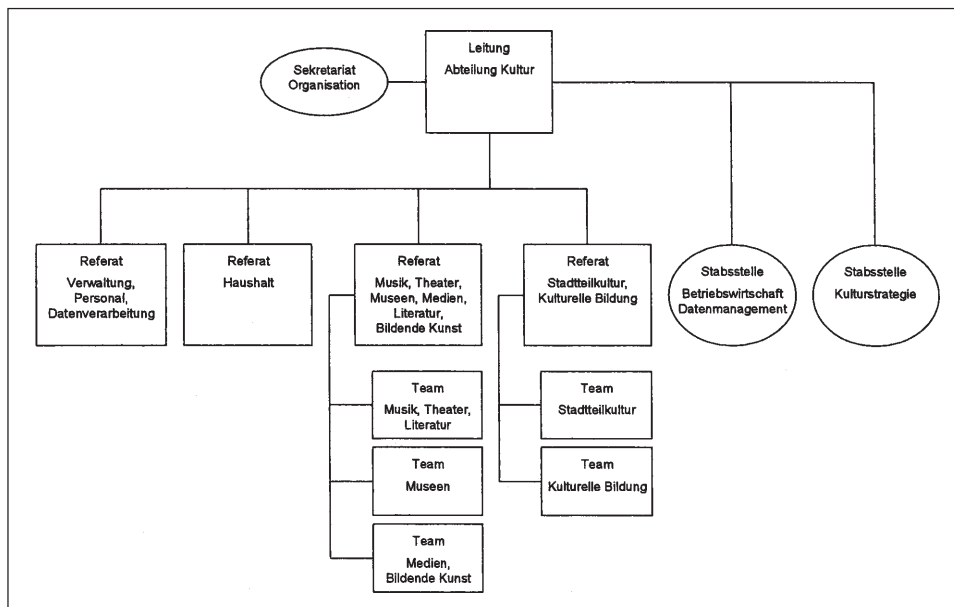 Leitung
Abteilung Kultur
Sekretariat
Organisation
Referat
Verwaltung,
Personal,
Datenverarbeitung
Referat
Haushalt
Referat
Musik, Theater,
Museen, Medien,
Literatur,
Bildende Kunst
Referat
Stadtteilkultur,
Kulturelle Bildung
Stabsstelle
Betriebswirtschaft
Datenmanagement
Stabsstelle
Kulturstrategie
Team
Musik, Theater,
Literatur
Team
Museen
Team
Medien,
Bildende Kunst
Team
Stadtteilkultur
Team
Kulturelle Bildung